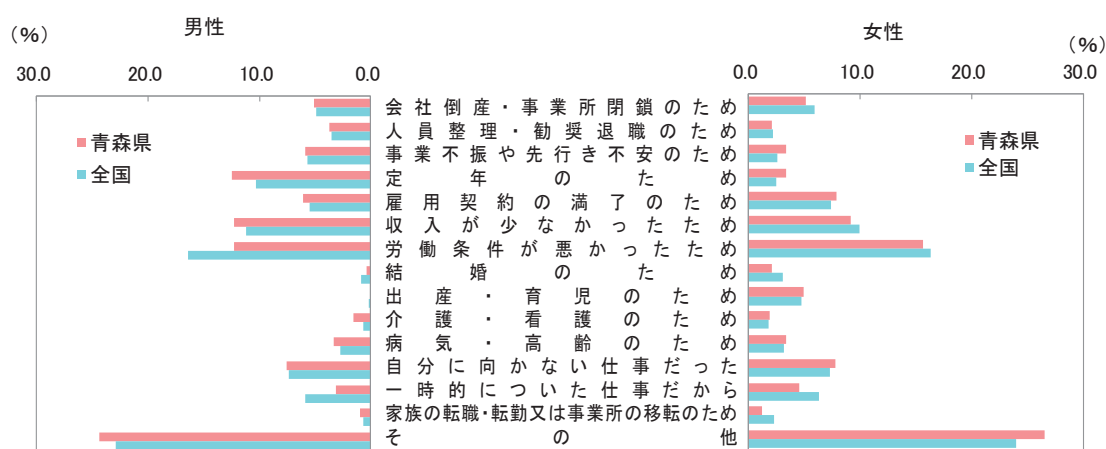 男性
女性
(%)
(%)
30.0 20.0 10.0 0.0
0.0 10.0 20.0 30.0
会社倒産・事業所閉鎖のため
人員整理・勧奨退職のため
事業不振や先行き不安のため
定年のため
雇用契約の満了のため
収入が少なかったため
労働条件が悪かったため
結婚のため
出産・育児のため
介護・看護のため
病気・高齢のため
自分に向かない仕事だった
一時的についた仕事だから
家族の転職・転勤又は事業所の移転のため
その他
青森県
全国
青森県
全国